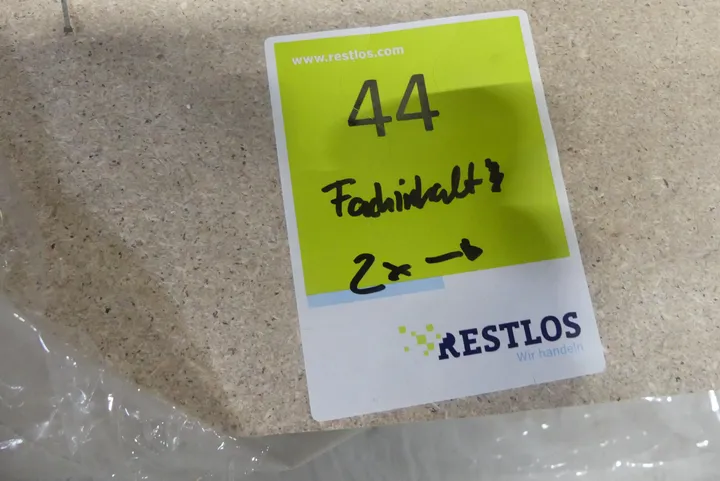 www.restlos.com
44
Fachinhalt
2x →
RESTLOS
Wir handeln